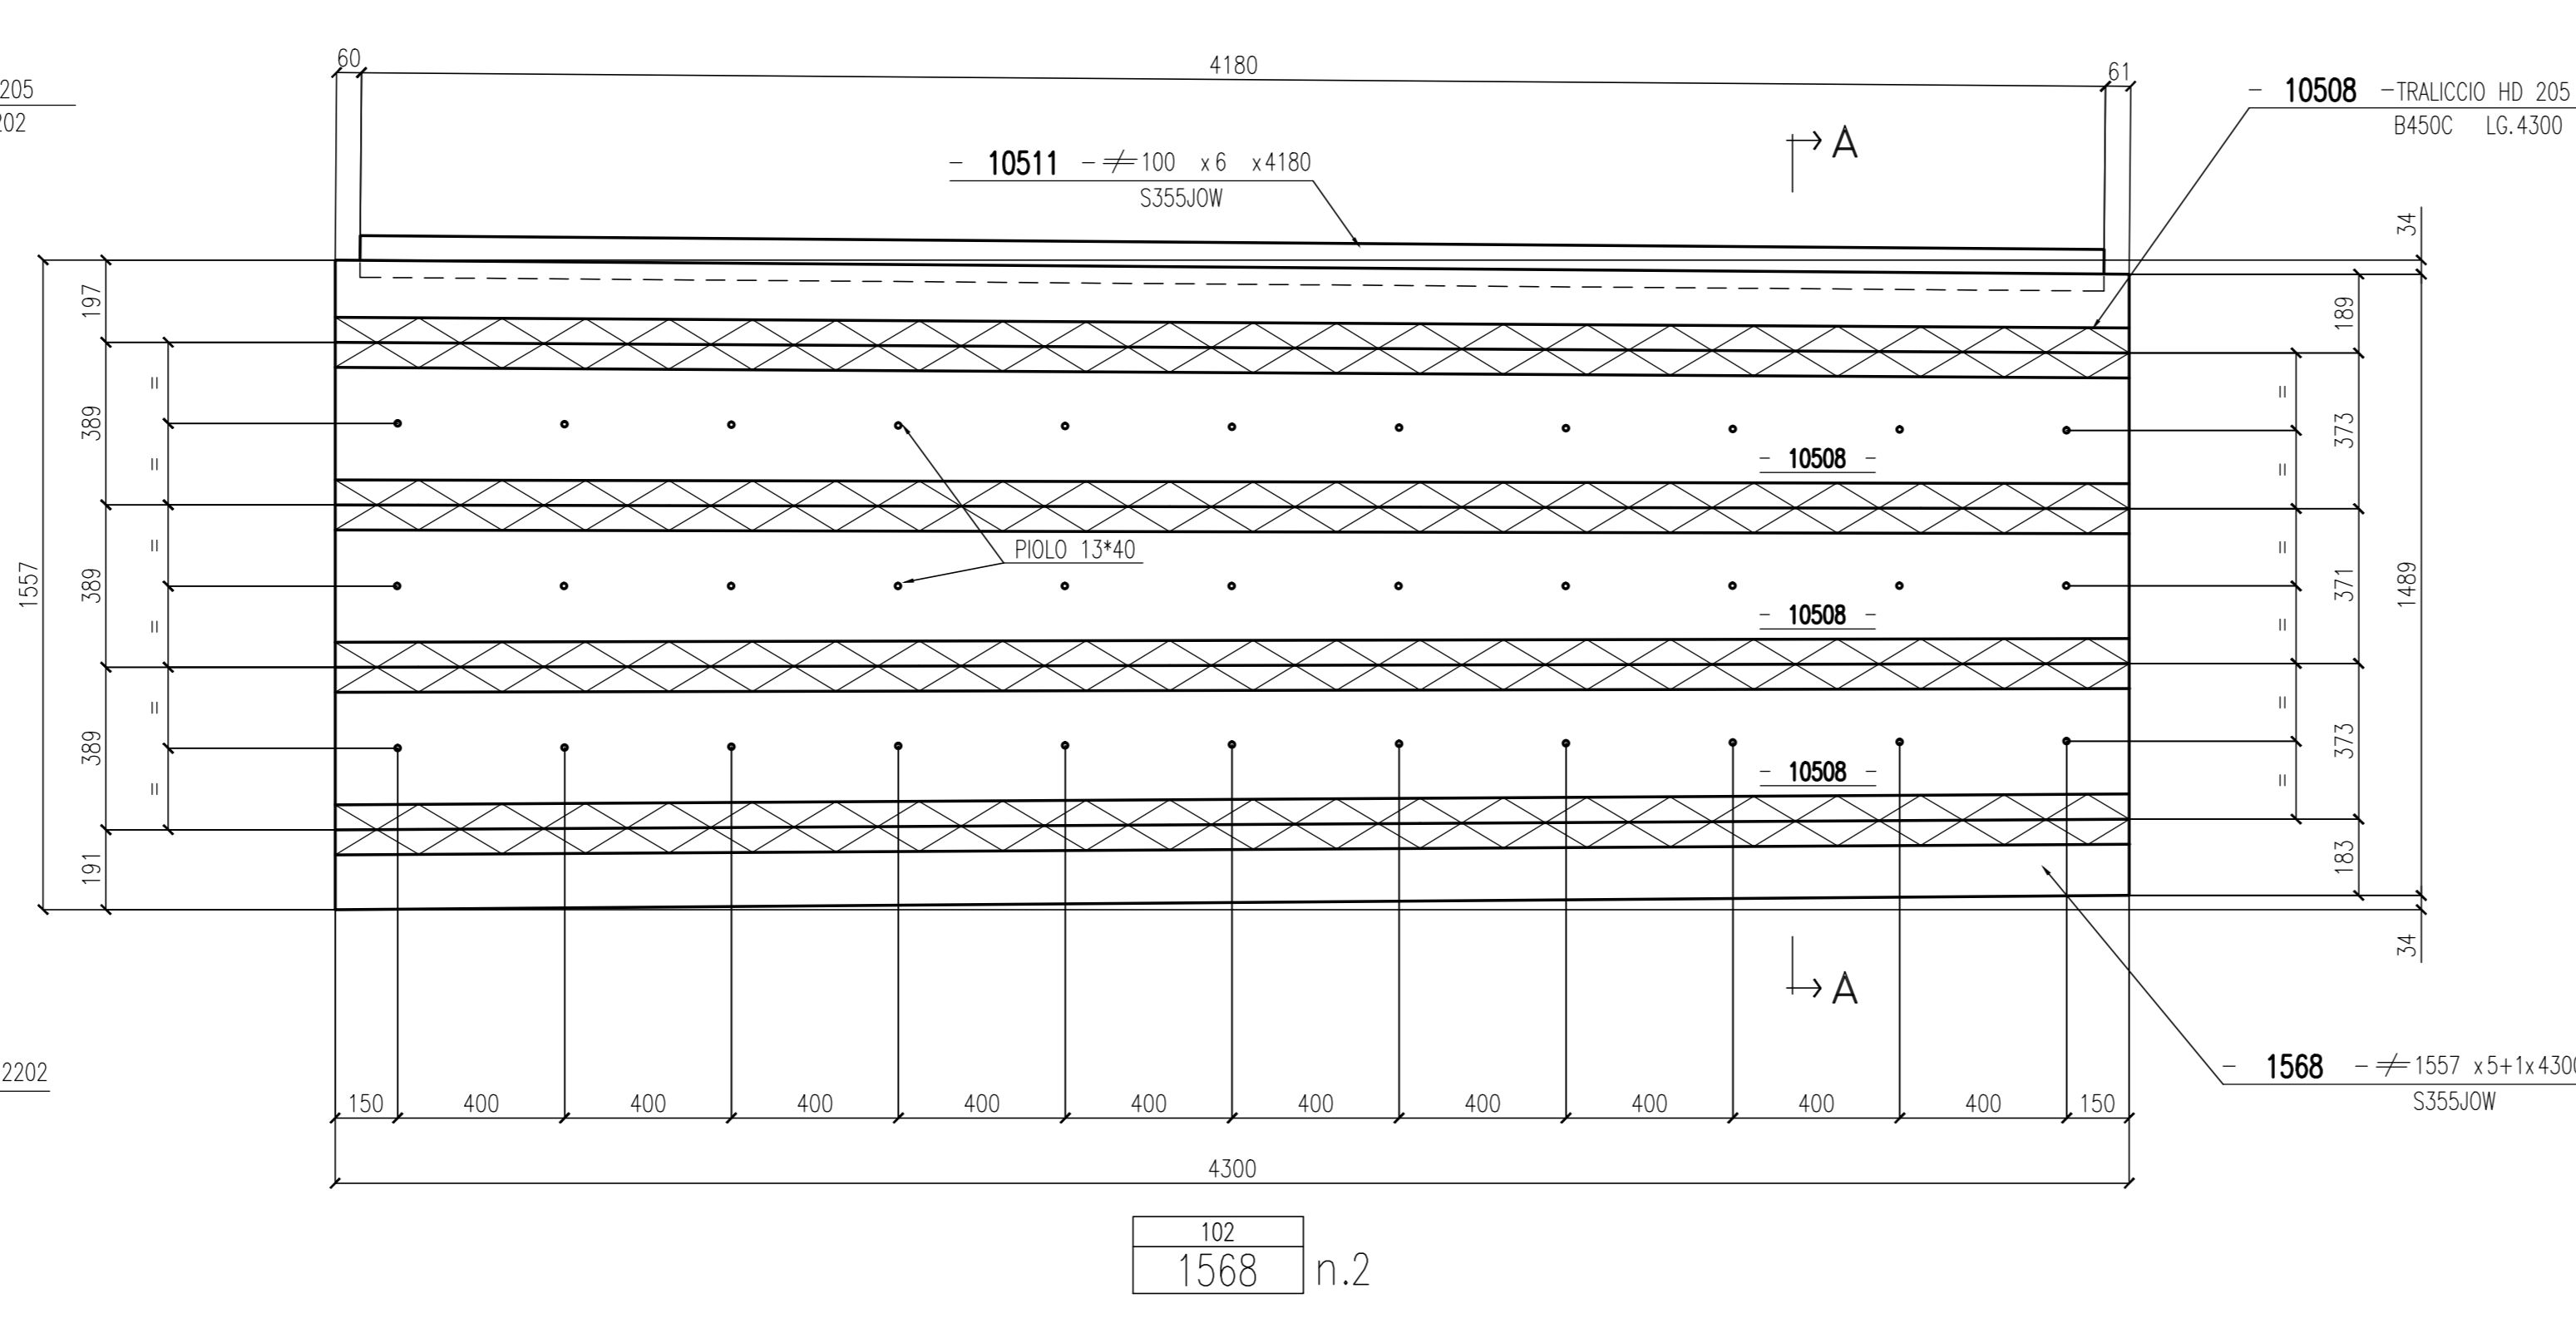 60
4180
61
205
202
- 10508 -TRALICCIO HD 205
B450C LG.4300
- 10511 - ≠ 100 x6 x4180
S355JOW
A
34
197
189
=
=
389
373
=
=
- 10508 -
PIOLO 13*40
=
=
1557
389
371
1489
=
=
- 10508 -
=
=
389
373
- 10508 -
=
=
191
183
34
A
2202
- 1568 - ≠ 1557 x5+1x4300
S355JOW
150 400 400 400 400 400 400 400 400 400 400 150
4300
102
1568 n.2